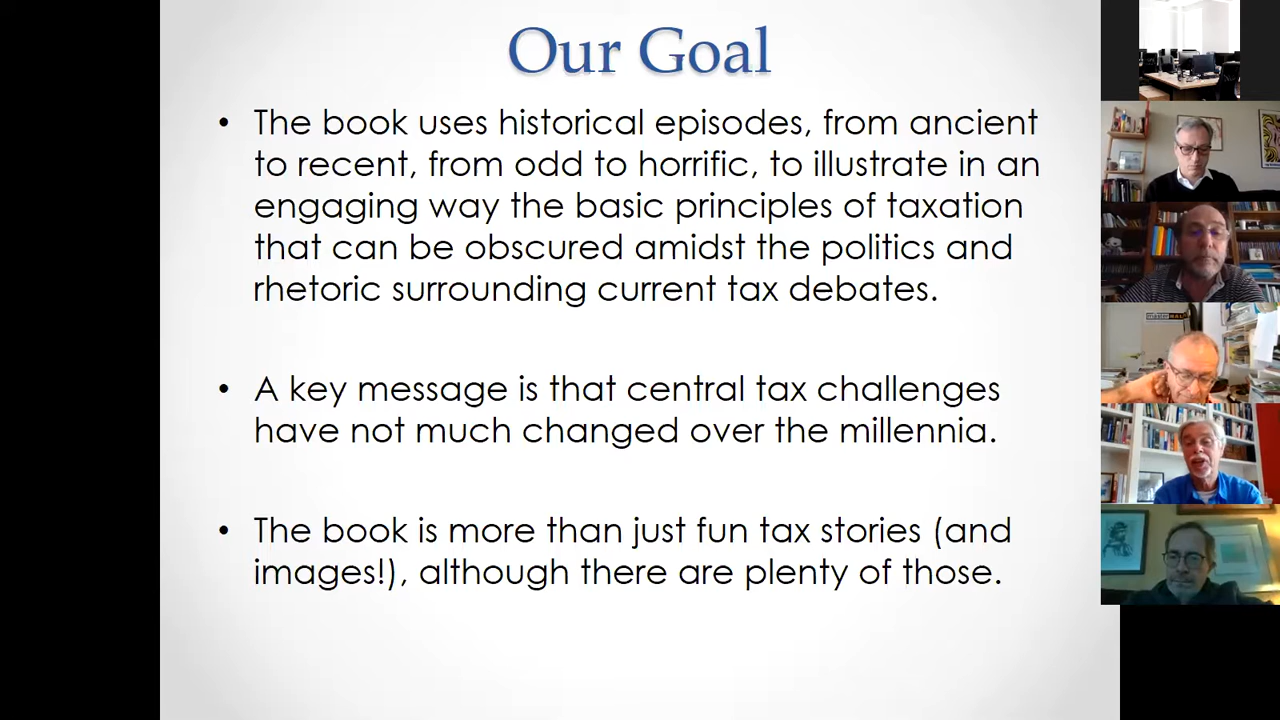 Our Goal
• The book uses historical episodes, from ancient
to recent, from odd to horrific, to illustrate in an
engaging way the basic principles of taxation
that can be obscured amidst the politics and
rhetoric surrounding current tax debates.
• A key message is that central tax challenges
have not much changed over the millennia.
• The book is more than just fun tax stories (and
images!), although there are plenty of those.